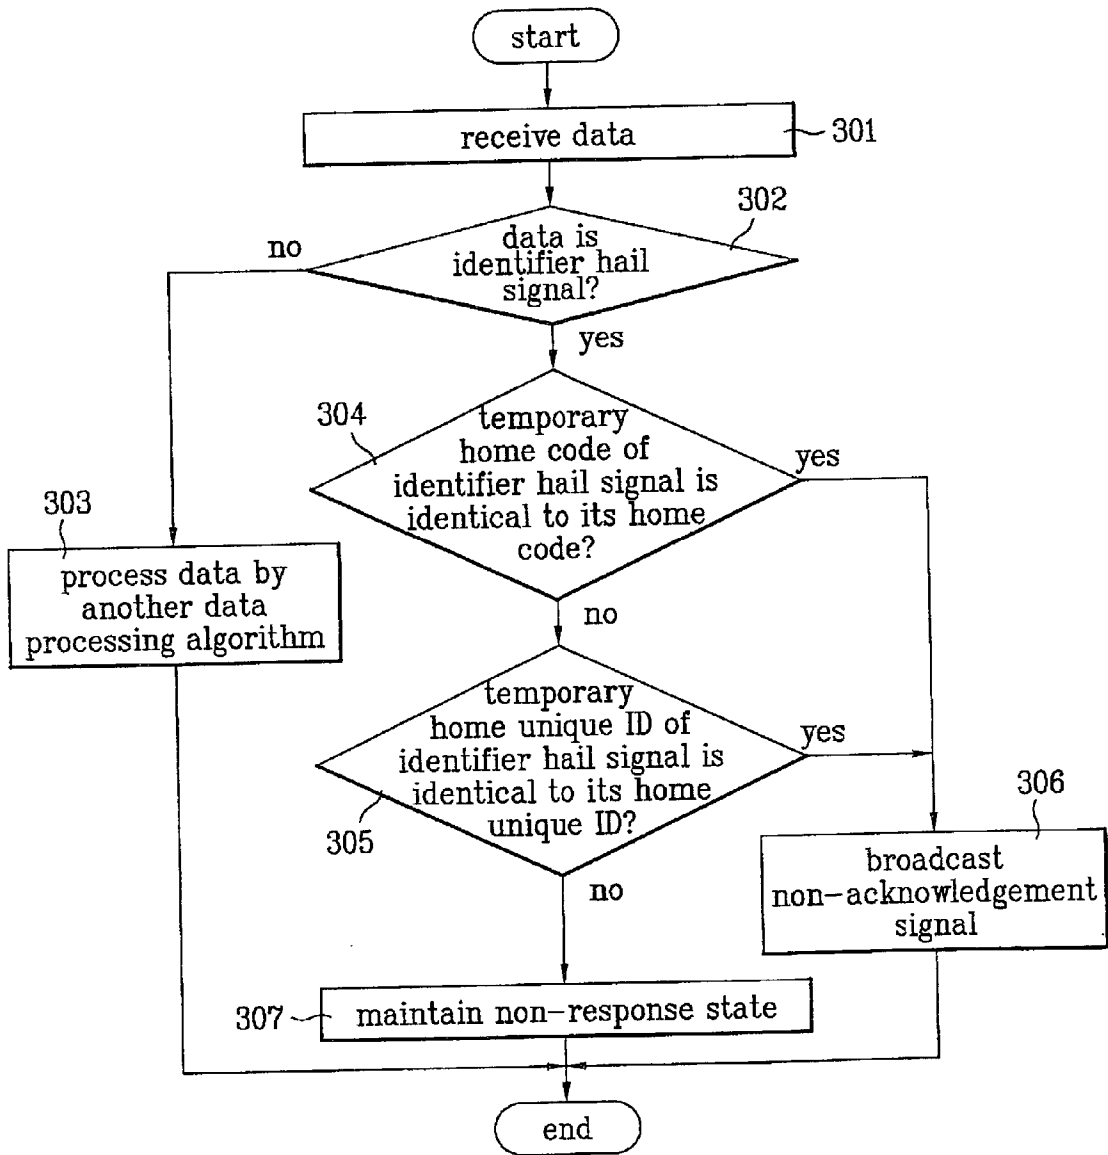 start
receive data
301
302
no
data is
identifier hail
signal?
yes
304
temporary
home code of
identifier hail signal is
identical to its home
code?
yes
303
process data by
another data
processing algorithm
no
temporary
home unique ID of
identifier hail signal is
identical to its home
unique ID?
yes
305
306
broadcast
non-acknowledgement
signal
no
307
maintain non-response state
end